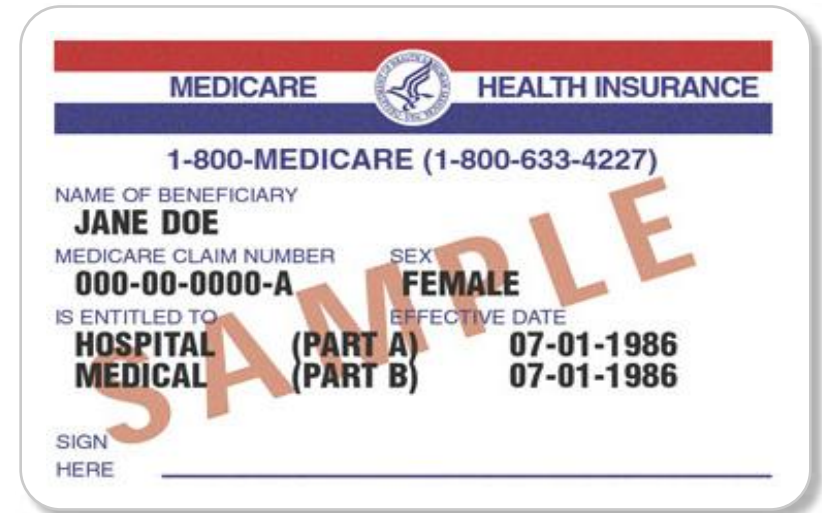 MEDICARE HEALTH INSURANCE
1-800-MEDICARE (1-800-633-4227)
NAME OF BENEFICIARY
JANE DOE
MEDICARE CLAIM NUMBER SEX
000-00-0000-A FEMALE
IS ENTITLED TO EFFECTIVE DATE
HOSPITAL (PART A) 07-01-1986
MEDICAL (PART B) 07-01-1986
SIGN
HERE
SAMPLE